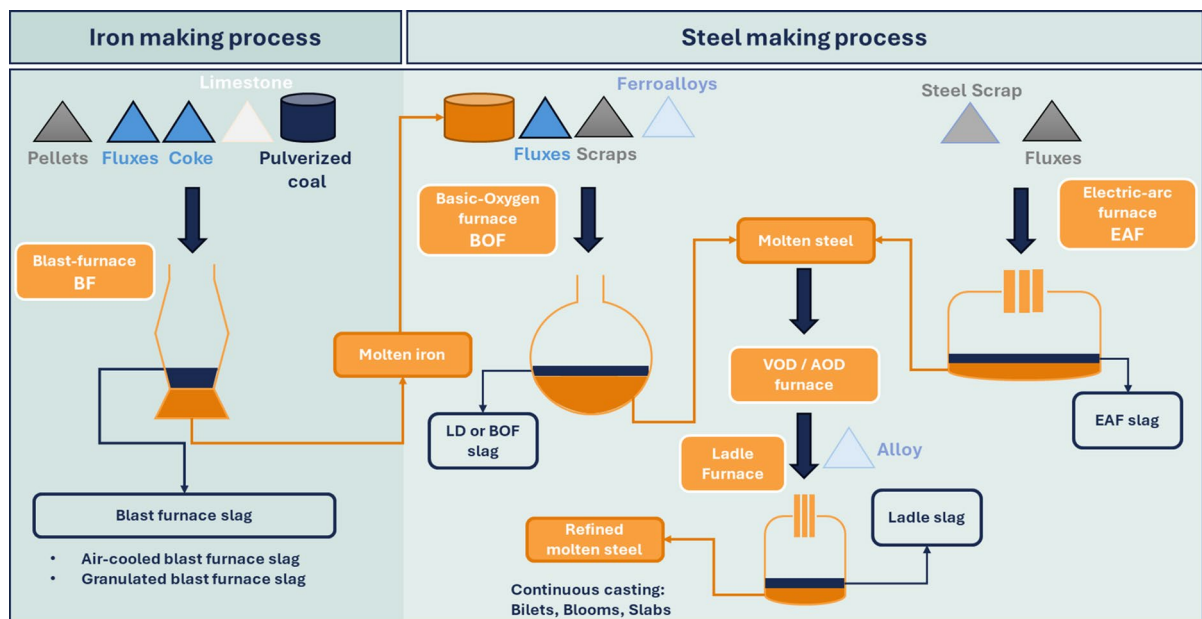 Iron making process
Steel making process
Limestone
Pellets
Fluxes
Coke
Pulverized
coal
Blast-furnace
BF
Molten iron
Blast furnace slag
• Air-cooled blast furnace slag
• Granulated blast furnace slag
Ferroalloys
Fluxes
Scraps
Basic-Oxygen
furnace
BOF
LD or BOF
slag
Molten steel
VOD / AOD
furnace
Ladle
Furnace
Alloy
Refined
molten steel
Continuous casting:
Bilets, Blooms, Slabs
Ladle slag
Steel Scrap
Fluxes
Electric-arc
furnace
EAF
EAF slag